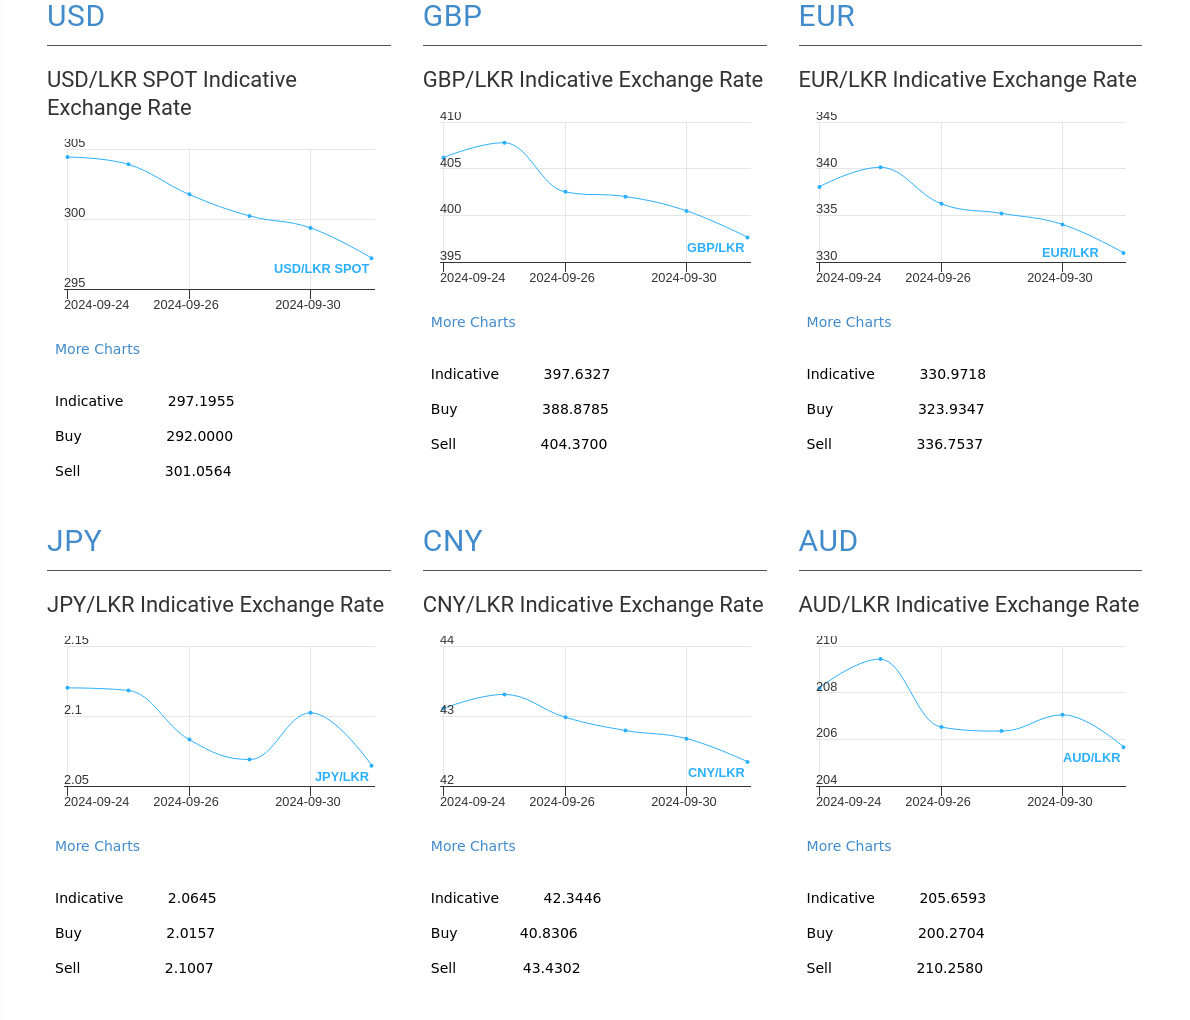 USD
USD/LKR SPOT Indicative
Exchange Rate
305
300
295
USD/LKR SPOT
2024-09-24 2024-09-26 2024-09-30
More Charts
Indicative 297.1955
Buy 292.0000
Sell 301.0564
GBP
GBP/LKR Indicative Exchange Rate
410
405
400
395
GBP/LKR
2024-09-24 2024-09-26 2024-09-30
More Charts
Indicative 397.6327
Buy 388.8785
Sell 404.3700
EUR
EUR/LKR Indicative Exchange Rate
345
340
335
330
EUR/LKR
2024-09-24 2024-09-26 2024-09-30
More Charts
Indicative 330.9718
Buy 323.9347
Sell 336.7537
JPY
JPY/LKR Indicative Exchange Rate
2.15
2.1
2.05
JPY/LKR
2024-09-24 2024-09-26 2024-09-30
More Charts
Indicative 2.0645
Buy 2.0157
Sell 2.1007
CNY
CNY/LKR Indicative Exchange Rate
44
43
42
CNY/LKR
2024-09-24 2024-09-26 2024-09-30
More Charts
Indicative 42.3446
Buy 40.8306
Sell 43.4302
AUD
AUD/LKR Indicative Exchange Rate
210
208
206
204
AUD/LKR
2024-09-24 2024-09-26 2024-09-30
More Charts
Indicative 205.6593
Buy 200.2704
Sell 210.2580